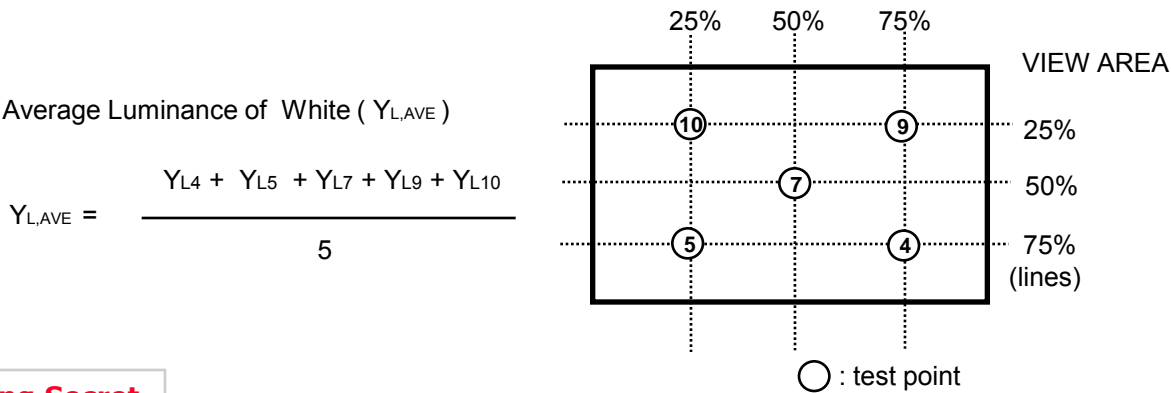 25% 50% 75%
VIEW AREA
Average Luminance of White ( YL,AVE )
10 9 25%
YL4 + YL5 + YL7 + YL9 + YL10
YL,AVE =
5
7 50%
5 4 75%
(lines)
: test point
Secret